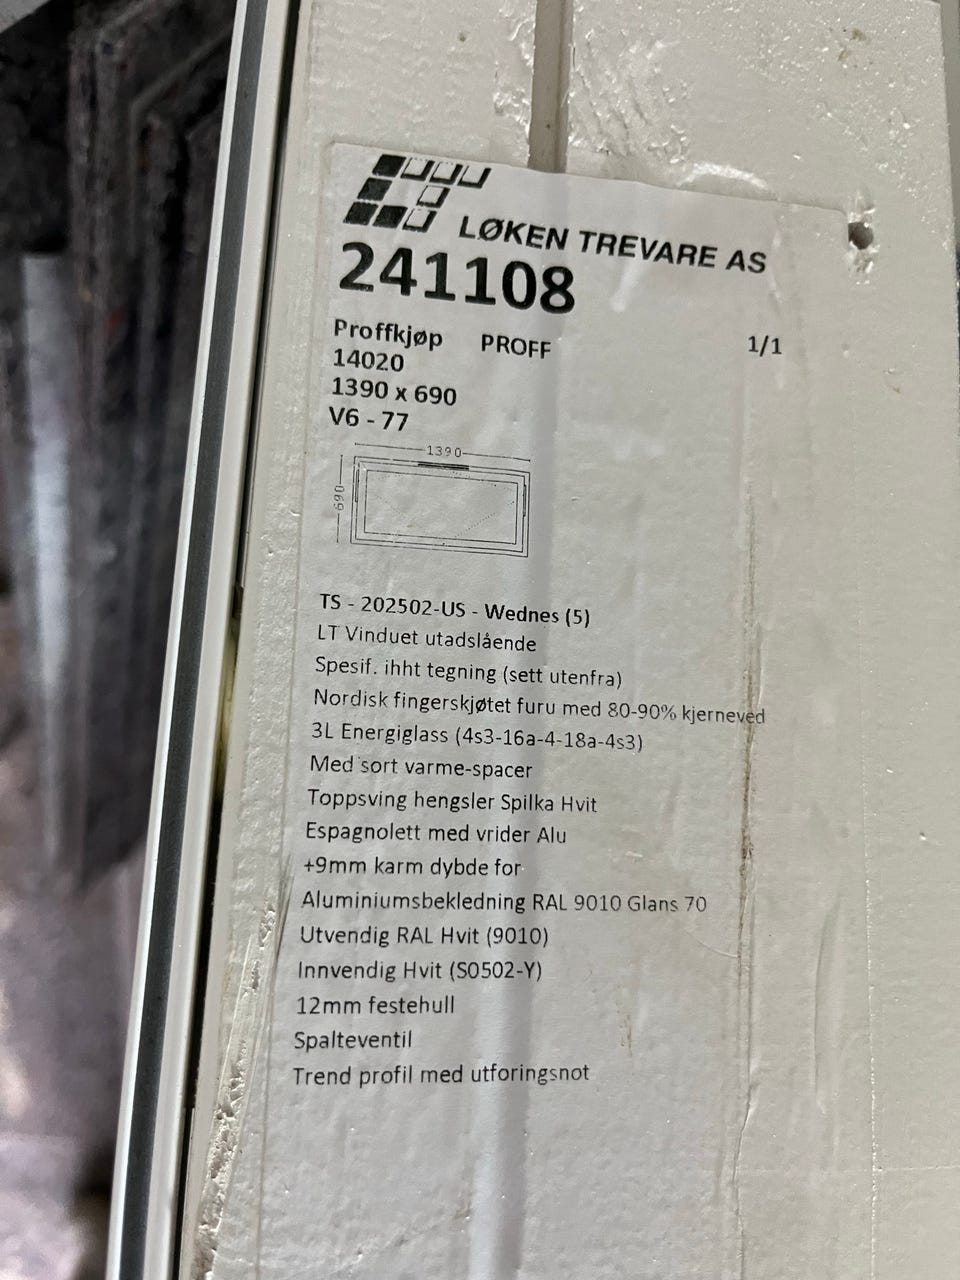 LØKEN TREVARE AS
241108
Proffkjøp PROFF 1/1
14020
1390 x 690
V6 - 77
1390
690
TS - 202502-US - Wednes (5)
LT Vinduet utadslående
Spesif. ihht tegning (sett utenfra)
Nordisk fingerskjøtet furu med 80-90% kjerneved
3L Energiglass (4s3-16a-4-18a-4s3)
Med sort varme-spacer
Toppsving hengsler Spilka Hvit
Espagnolett med vrider Alu
+9mm karm dybde for
Aluminiumsbekledning RAL 9010 Glans 70
Utvendig RAL Hvit (9010)
Innvendig Hvit (S0502-Y)
12mm festehull
Spalteventil
Trend profil med utforingsnot